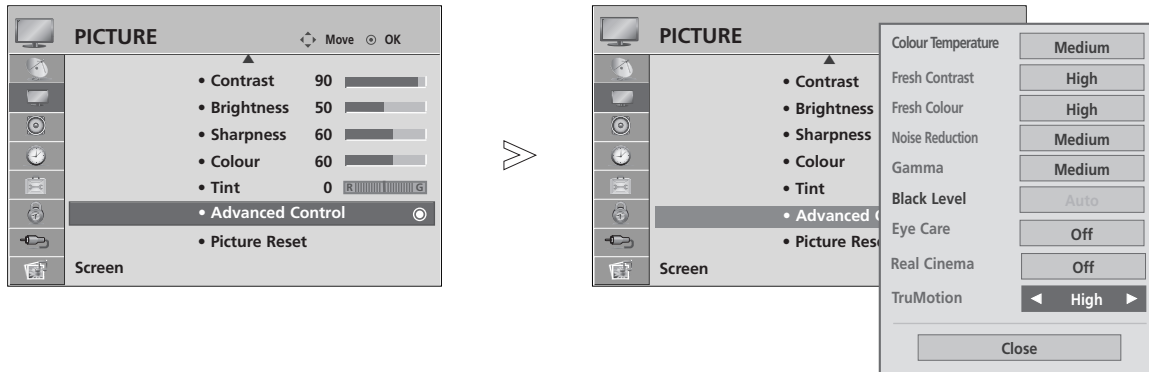 PICTURE
Move OK
• Contrast 90
• Brightness 50
• Sharpness 60
• Colour 60
• Tint 0 R G
• Advanced Control
• Picture Reset
Screen
PICTURE
• Contrast
• Brightness
• Sharpness
• Colour
• Tint
• Advanced C
• Picture Rese
Screen
Colour Temperature Medium
Fresh Contrast High
Fresh Colour High
Noise Reduction Medium
Gamma Medium
Black Level Auto
Eye Care Off
Real Cinema Off
TruMotion ◄ High ►
Close